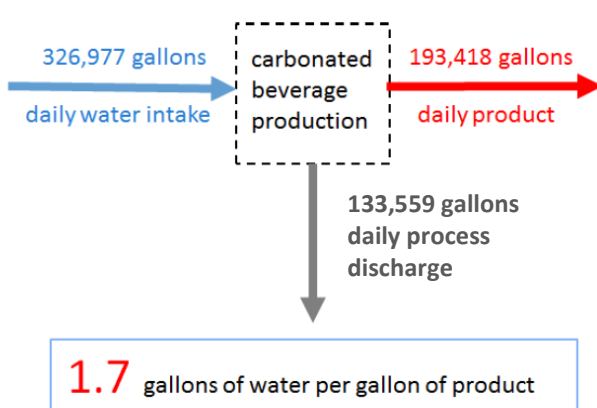 326,977 gallons
daily water intake
carbonated
beverage
production
193,418 gallons
daily product
133,559 gallons
daily process
discharge
1.7 gallons of water per gallon of product